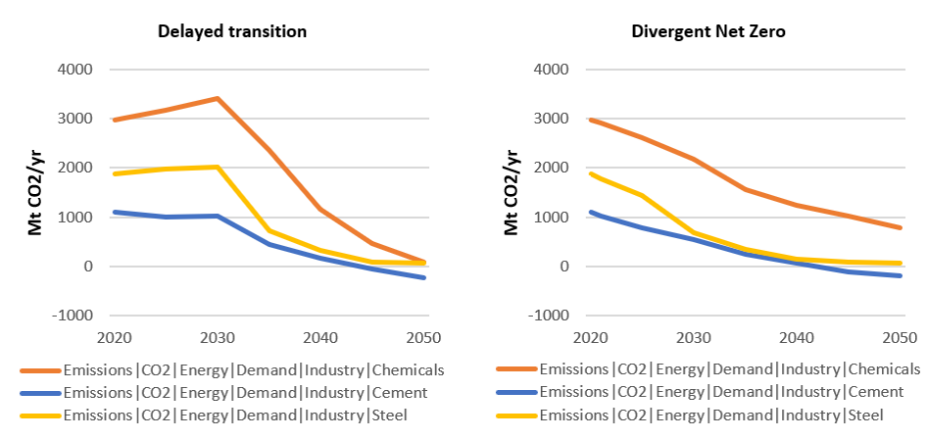 Delayed transition
4000
3000
2000
1000
0
-1000
Mt CO2/yr
2020 2030 2040 2050
Emissions|CO2|Energy|Demand|Industry|Chemicals
Emissions|CO2|Energy|Demand|Industry|Cement
Emissions|CO2|Energy|Demand|Industry|Steel
Divergent Net Zero
4000
3000
2000
1000
0
-1000
Mt CO2/yr
2020 2030 2040 2050
Emissions|CO2|Energy|Demand|Industry|Chemicals
Emissions|CO2|Energy|Demand|Industry|Cement
Emissions|CO2|Energy|Demand|Industry|Steel